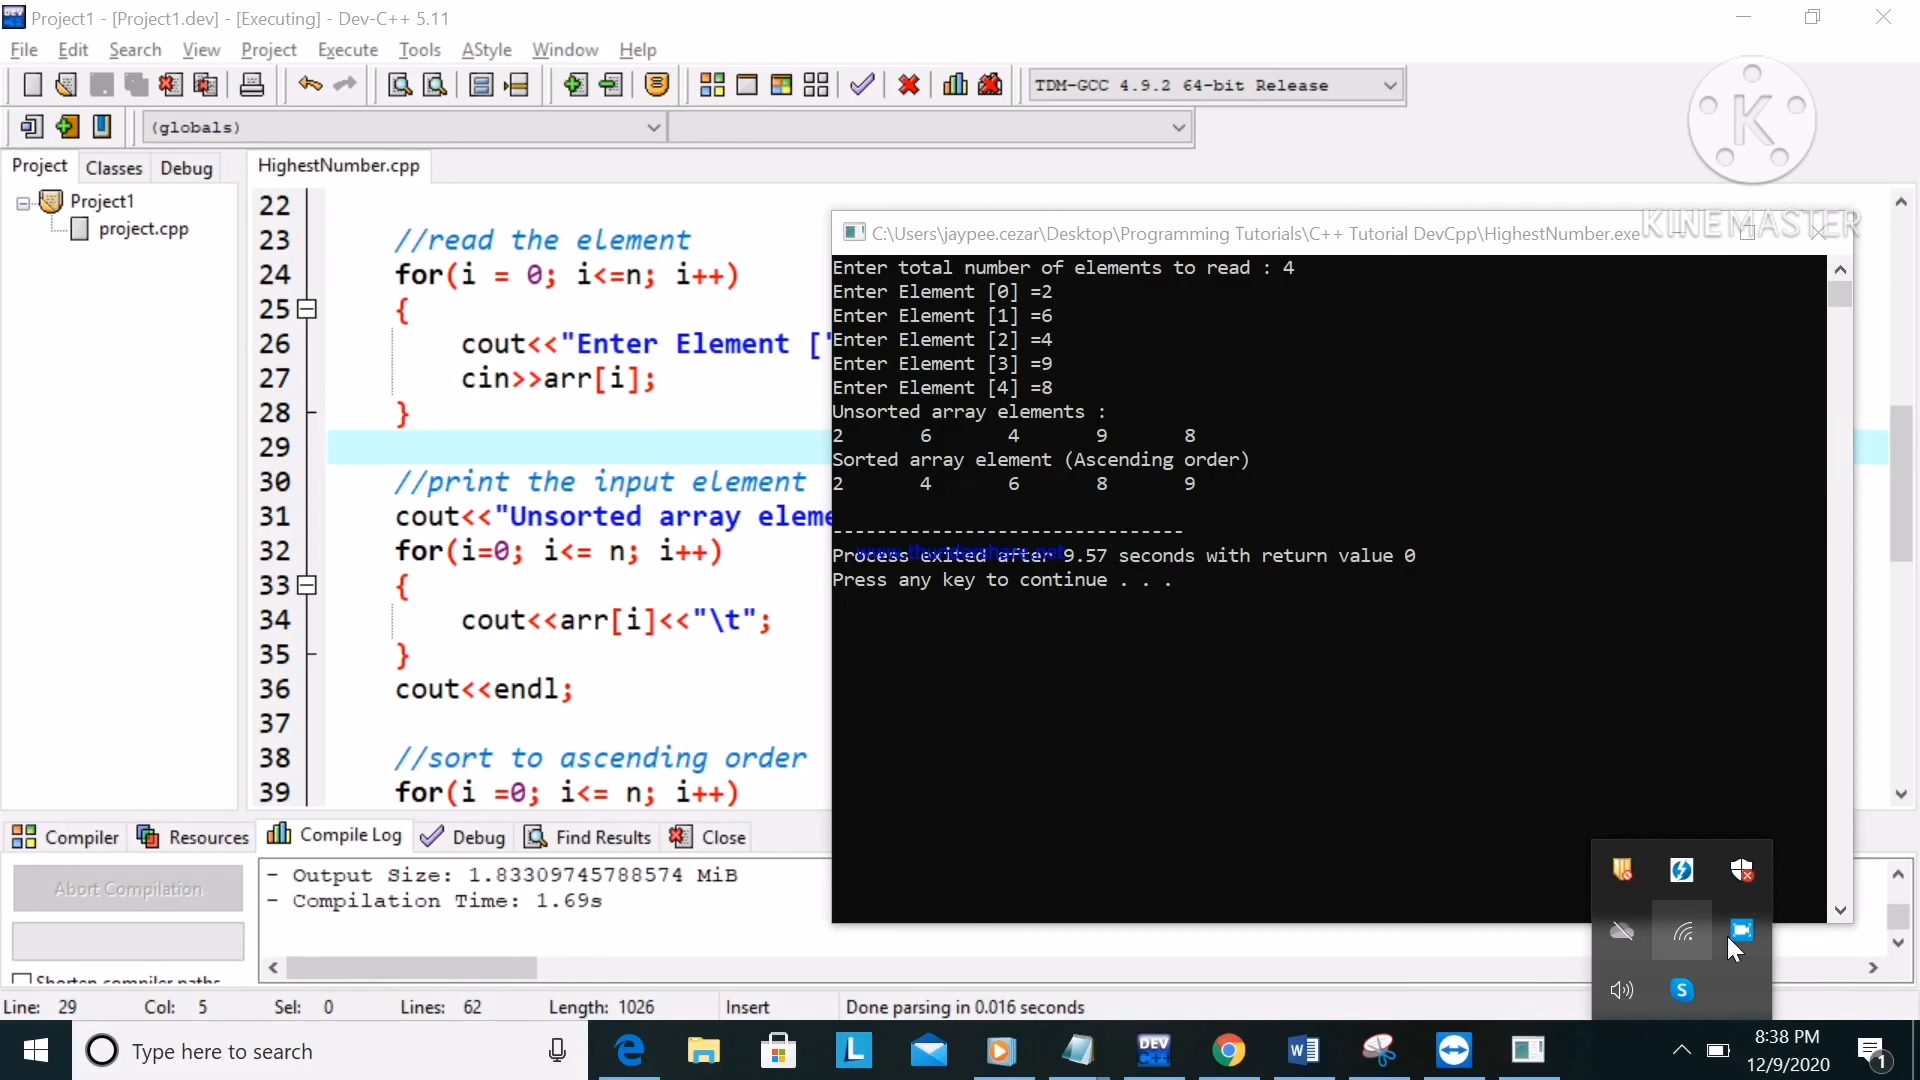 Project1 - [Project1.dev] - [Executing] - Dev-C++ 5.11
File Edit Search View Project Execute Tools AStyle Window Help
TDM-GCC 4.9.2 64-bit Release
(globals)
Project Classes Debug
HighestNumber.cpp
Project1
project.cpp
22
23 //read the element
24 for(i = 0; i<=n; i++)
25 {
26 cout<<"Enter Element ["
27 cin>>arr[i];
28 }
29
30 //print the input element
31 cout<<"Unsorted array eleme
32 for(i=0; i<= n; i++)
33 {
34 cout<<arr[i]<<"\t";
35 }
36 cout<<endl;
37
38 //sort to ascending order
39 for(i =0; i<= n; i++)
K
KINEMASTER
C:\Users\jaypee.cezar\Desktop\Programming Tutorials\C++ Tutorial DevCpp\HighestNumber.exe
Enter total number of elements to read : 4
Enter Element [0] =2
Enter Element [1] =6
Enter Element [2] =4
Enter Element [3] =9
Enter Element [4] =8
Unsorted array elements :
2 6 4 9 8
Sorted array element (Ascending order)
2 4 6 8 9
--------------------------------
Process exited after 9.57 seconds with return value 0
Press any key to continue . . .
Compiler Resources Compile Log Debug Find Results Close
Abort Compilation
- Output Size: 1.83309745788574 MiB
- Compilation Time: 1.69s
Shorten compiler paths
Line: 29 Col: 5 Sel: 0 Lines: 62 Length: 1026 Insert Done parsing in 0.016 seconds
Type here to search
8:38 PM
12/9/2020
1